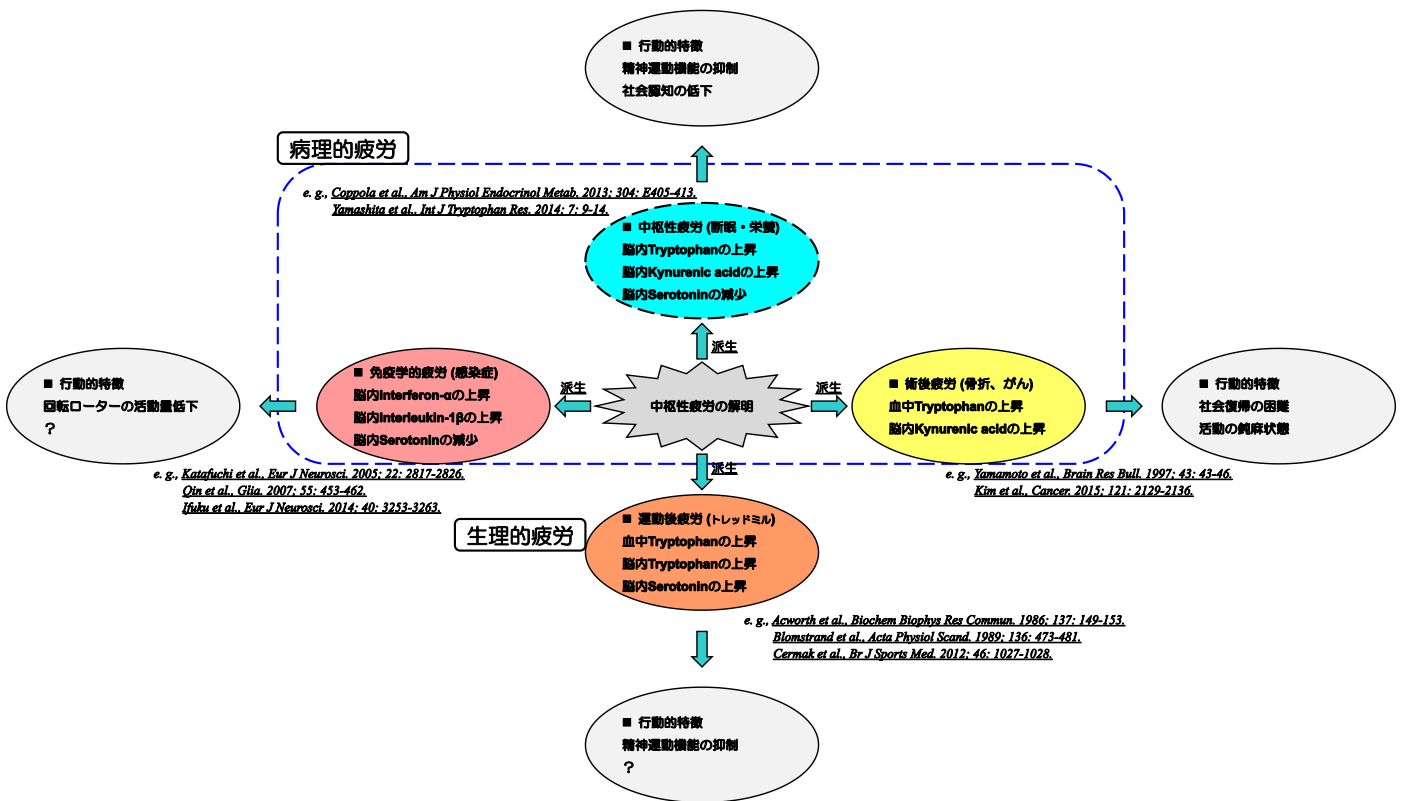 ■ 行動的特徴
精神運動機能の抑制
社会認知の低下
病理的疲労
e. g., Coppola et al., Am J Physiol Endocrinol Metab. 2013; 304: E405-413.
Yamashita et al., Int J Tryptophan Res. 2014; 7: 9-14.
■ 中枢性疲労 (断眠・栄養)
脳内Tryptophanの上昇
脳内Kynurenic acidの上昇
脳内Serotoninの減少
派生
■ 行動的特徴
回転ローターの活動量低下
?
■ 免疫学的疲労 (感染症)
脳内Interferon-αの上昇
脳内Interleukin-1βの上昇
脳内Serotoninの減少
派生
中枢性疲労の解明
派生
■ 術後疲労 (骨折、がん)
血中Tryptophanの上昇
脳内Kynurenic acidの上昇
■ 行動的特徴
社会復帰の困難
活動の鈍麻状態
派生
e. g., Katafuchi et al., Eur J Neurosci. 2005; 22: 2817-2826.
Qin et al., Glia. 2007; 55: 453-462.
Ifuku et al., Eur J Neurosci. 2014; 40: 3253-3263.
e. g., Yamamoto et al., Brain Res Bull. 1997; 43: 43-46.
Kim et al., Cancer. 2015; 121: 2129-2136.
生理的疲労
■ 運動後疲労 (トレッドミル)
血中Tryptophanの上昇
脳内Tryptophanの上昇
脳内Serotoninの上昇
e. g., Acworth et al., Biochem Biophys Res Commun. 1986; 137: 149-153.
Blomstrand et al., Acta Physiol Scand. 1989; 136: 473-481.
Cermak et al., Br J Sports Med. 2012; 46: 1027-1028.
■ 行動的特徴
精神運動機能の抑制
?